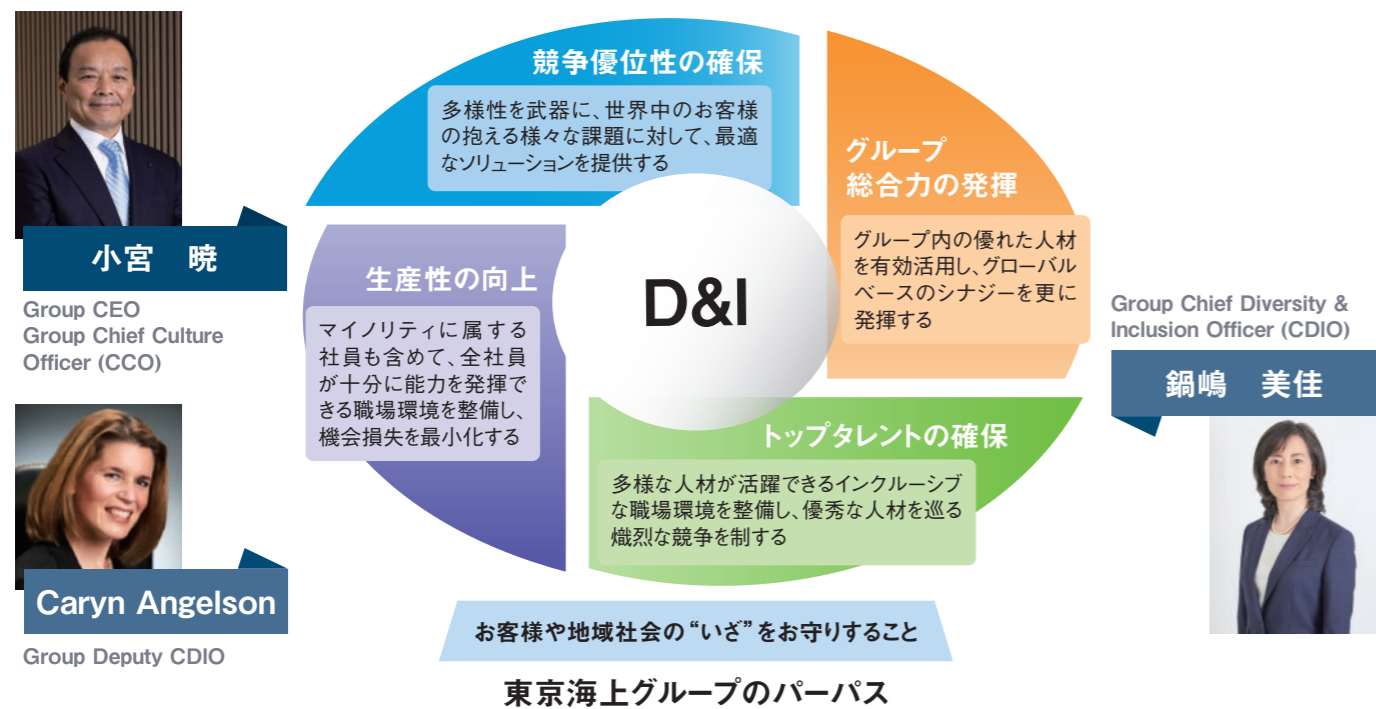 小宮　暁
Group CEO
Group Chief Culture
Officer (CCO)
Caryn Angelson
Group Deputy CDIO
競争優位性の確保
多様性を武器に、世界中のお客様
の抱える様々な課題に対して、最適
なソリューションを提供する
グループ
総合力の発揮
グループ内の優れた人材
を有効活用し、グローバル
ベースのシナジーを更に
発揮する
生産性の向上
マイノリティに属する
社員も含めて、全社員
が十分に能力を発揮で
きる職場環境を整備し、
機会損失を最小化する
D&I
トップタレントの確保
多様な人材が活躍できるインクルーシブ
な職場環境を整備し、優秀な人材を巡る
熾烈な競争を制する
Group Chief Diversity &
Inclusion Officer (CDIO)
鍋嶋　美佳
お客様や地域社会の“いざ”をお守りすること
東京海上グループのパーパス